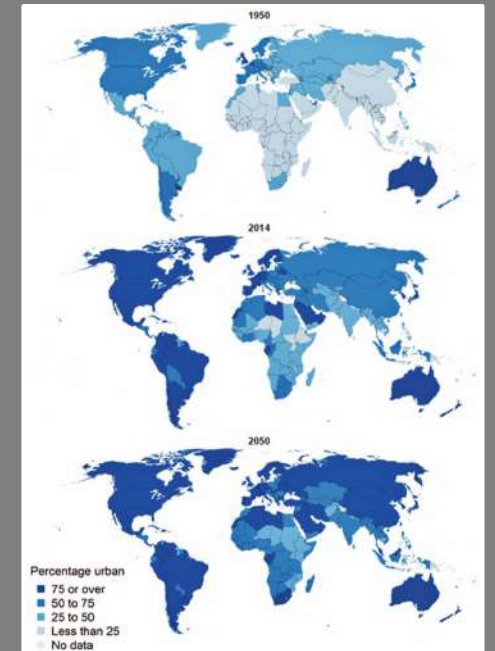 1950
2014
2050
Percentage urban
75 or over
50 to 75
25 to 50
Less than 25
No data